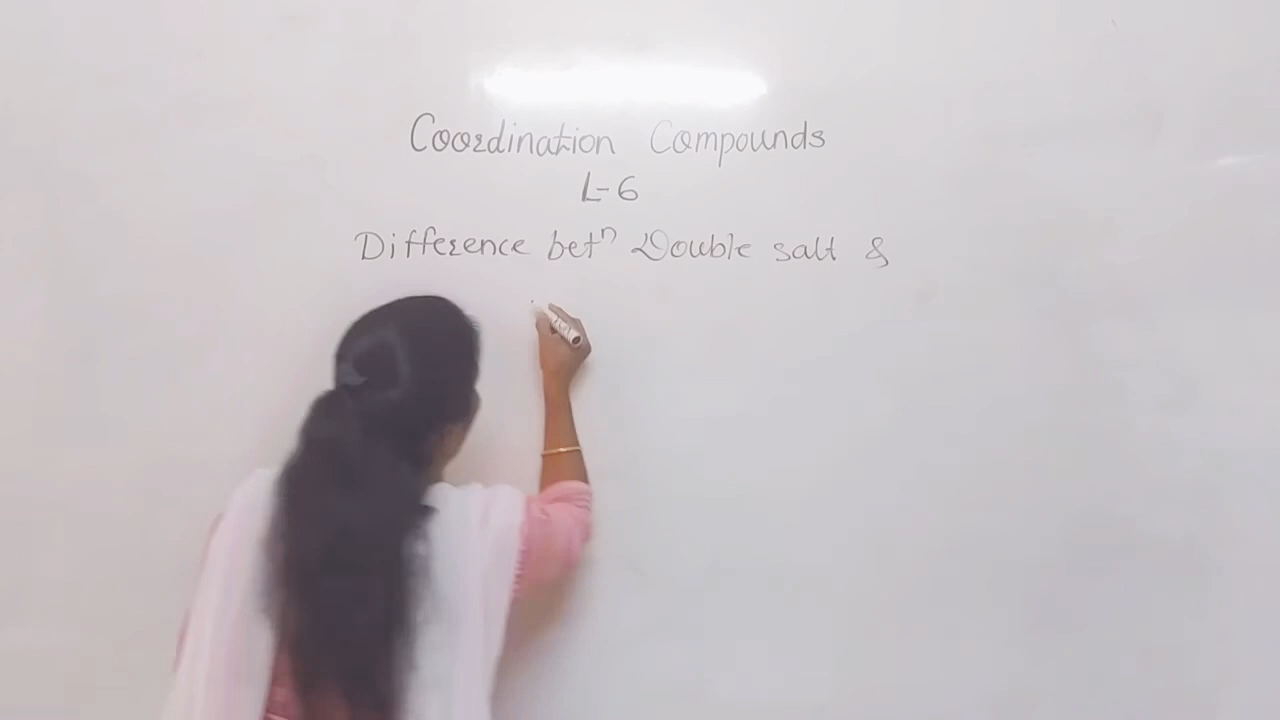 Coordination Compounds
L-6
Difference betⁿ Double salt &